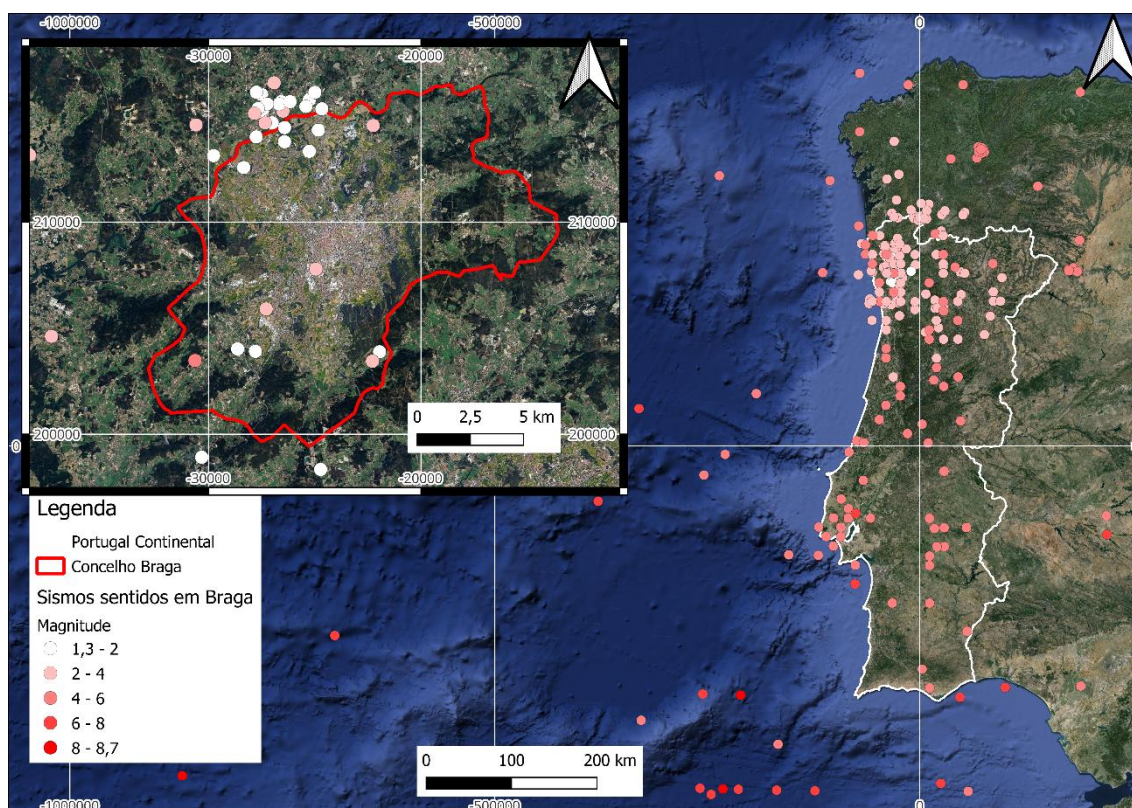 -1000000
-500000
0
-30000
-20000
210000
210000
0 2,5 5 km
200000
200000
0
-30000
-20000
Legenda
Portugal Continental
Concelho Braga
Sismos sentidos em Braga
Magnitude
1,3 - 2
2 - 4
4 - 6
6 - 8
8 - 8,7
0 100 200 km
-1000000
-500000
0